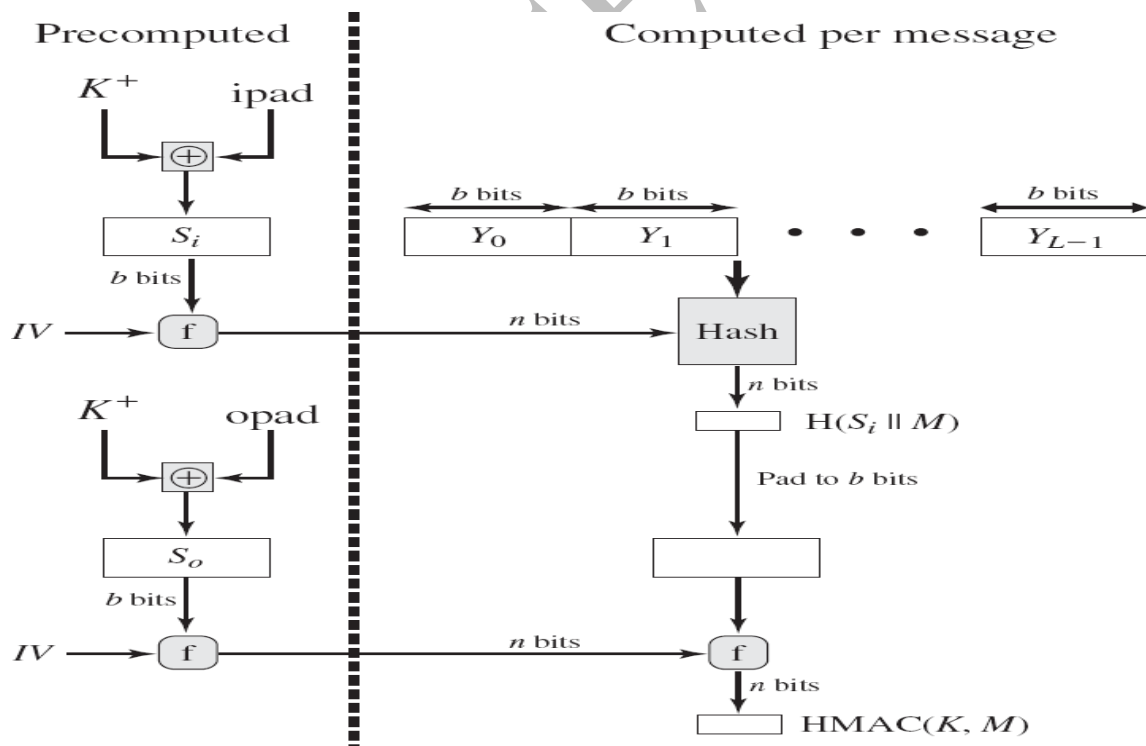 Precomputed
Computed per message
K+ ipad
⊕
b bits b bits b bits
Si Y0 Y1 • • • YL−1
b bits
IV f n bits Hash
n bits
K+ opad H(Si || M)
⊕
Pad to b bits
So
b bits
IV f n bits f
n bits
HMAC(K, M)